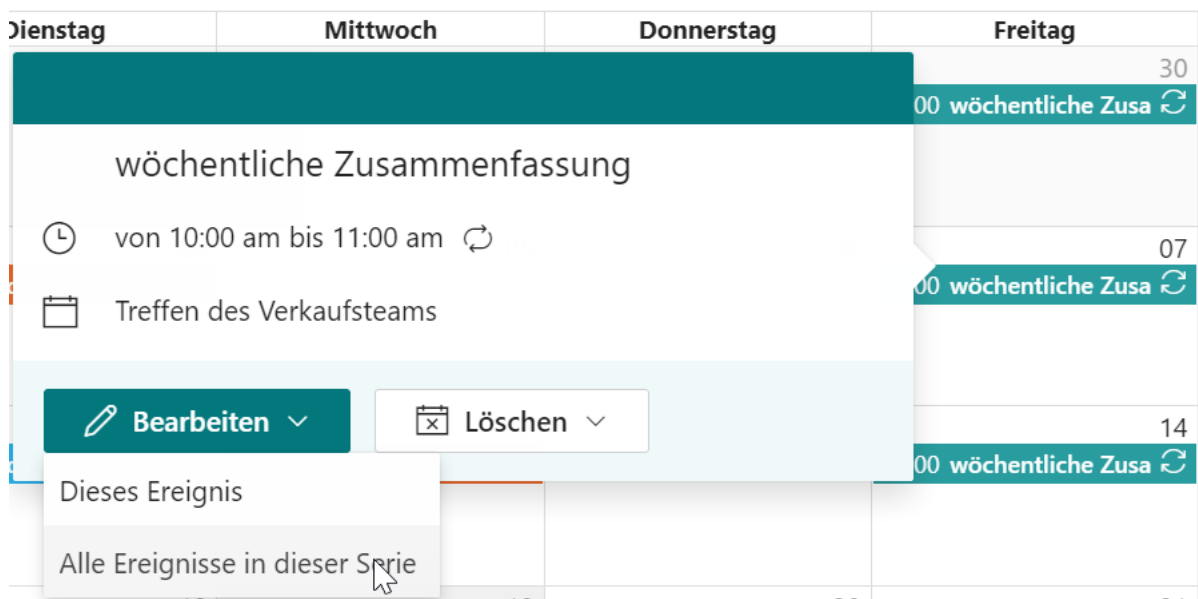 Dienstag Mittwoch Donnerstag Freitag
30
00 wöchentliche Zusa
wöchentliche Zusammenfassung
von 10:00 am bis 11:00 am
07
00 wöchentliche Zusa
Treffen des Verkaufsteams
Bearbeiten Löschen
14
00 wöchentliche Zusa
Dieses Ereignis
Alle Ereignisse in dieser Serie